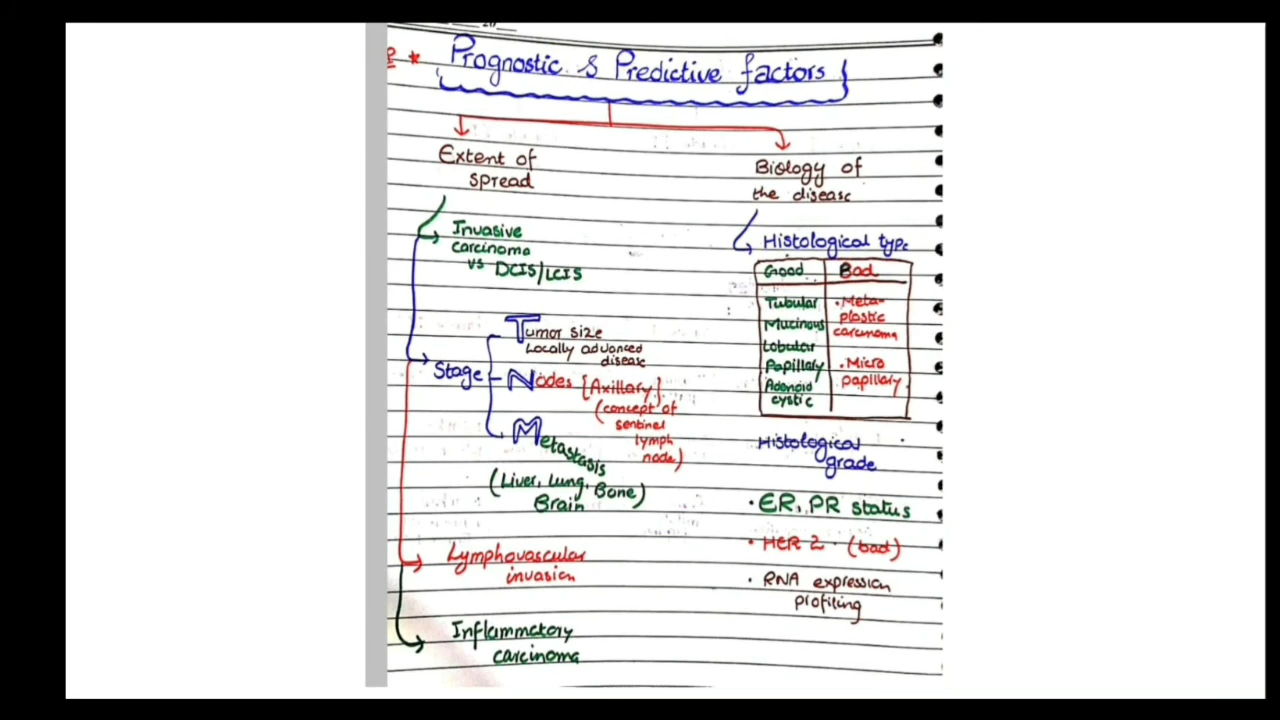 * Prognostic & Predictive factors
Extent of
spread
Invasive
carcinoma
vs DCIS/LCIS
Stage
Tumor size
Locally advanced
disease
Nodes {Axillary}
(concept of
sentinel
lymph
node)
Metastasis
(Liver, Lung, Bone)
Brain
Lymphovascular
invasion
Inflammatory
carcinoma
Biology of
the disease
Histological type
Good
Tubular
Mucinous
Lobular
Papillary
Adenoid
cystic
Bad
• Meta-
plastic
carcinoma
• Micro
papillary
Histological
grade
• ER, PR status
• HER 2 • (bad)
• RNA expression
profiling